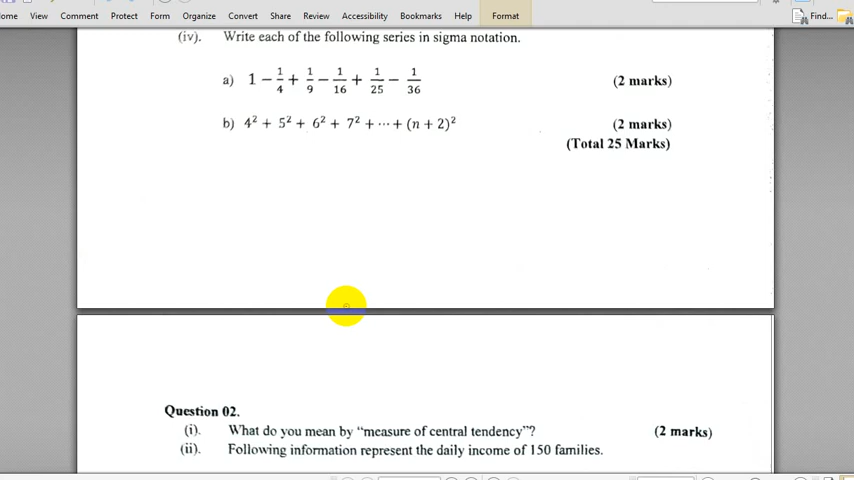 ome View Comment Protect Form Organize Convert Share Review Accessibility Bookmarks Help Format Find...
(iv). Write each of the following series in sigma notation.
a) 1 − 1/4 + 1/9 − 1/16 + 1/25 − 1/36 (2 marks)
b) 4² + 5² + 6² + 7² + ⋯ + (n + 2)² (2 marks)
(Total 25 Marks)
Question 02.
(i). What do you mean by “measure of central tendency”? (2 marks)
(ii). Following information represent the daily income of 150 families.